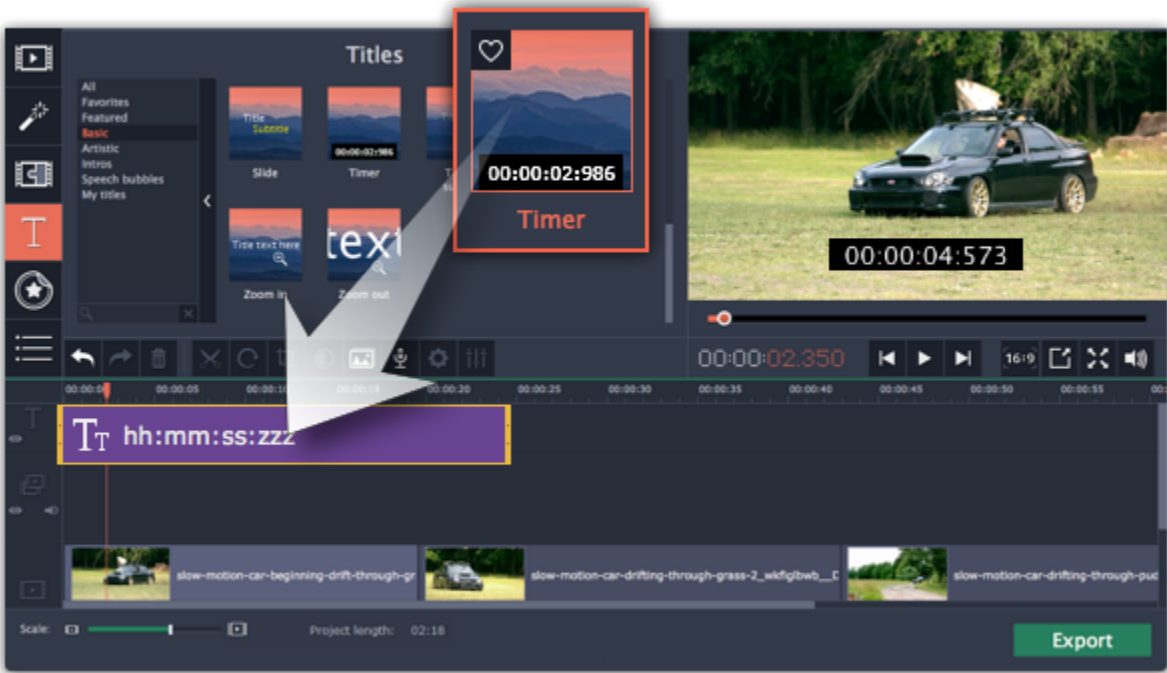 Titles
All
Favorites
Featured
Basic
Artistic
Intros
Speech bubbles
My titles
Title
Subtitle
Slide
00:00:02:986
Timer
Title text here
Zoom in
text
Zoom out
00:00:02:986
Timer
00:00:04:573
00:00:02.350
16:9
00:00:05
00:00:15
00:00:20
00:00:25
00:00:30
00:00:35
00:00:40
00:00:45
00:00:50
00:00:55
hh:mm:ss:zzz
slow-motion-car-beginning-drift-through-gr
slow-motion-car-drifting-through-grass-2_wkfiglbwb__D
slow-motion-car-drifting-through-pud
Scale:
Project length: 02:18
Export